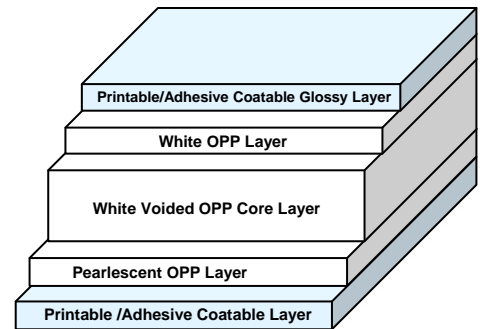 Printable/Adhesive Coatable Glossy Layer
White OPP Layer
White Voided OPP Core Layer
Pearlescent OPP Layer
Printable /Adhesive Coatable Layer